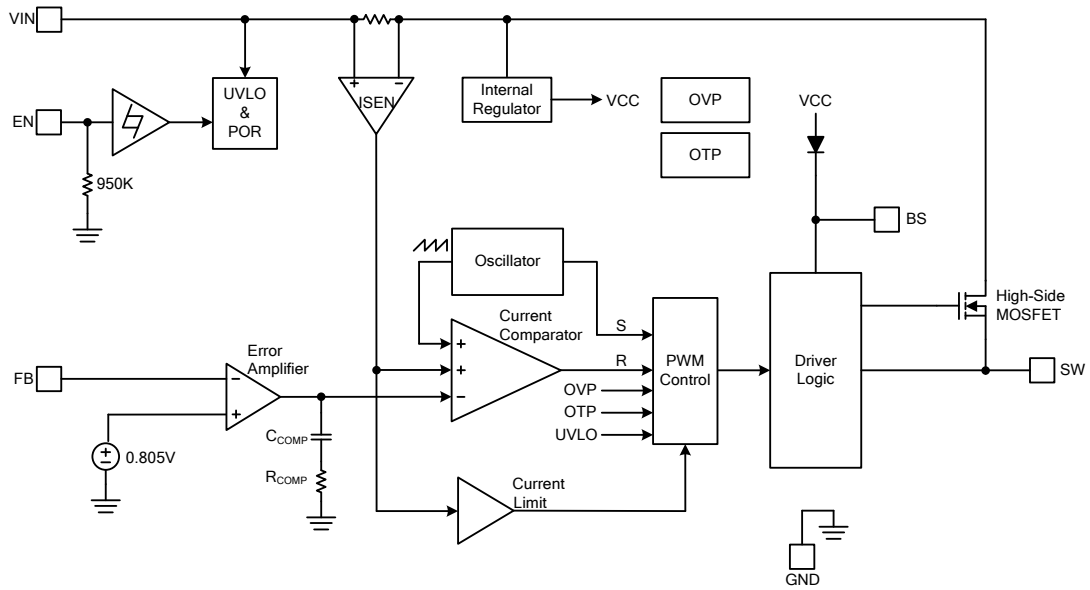 VIN
EN
950K
UVLO
&
POR
+
−
ISEN
Internal
Regulator
VCC
OVP
OTP
VCC
BS
Oscillator
Current
Comparator
+
+
−
S
R
OVP
OTP
UVLO
PWM
Control
Driver
Logic
High-Side
MOSFET
SW
FB
Error
Amplifier
−
+
0.805V
CCOMP
RCOMP
Current
Limit
GND